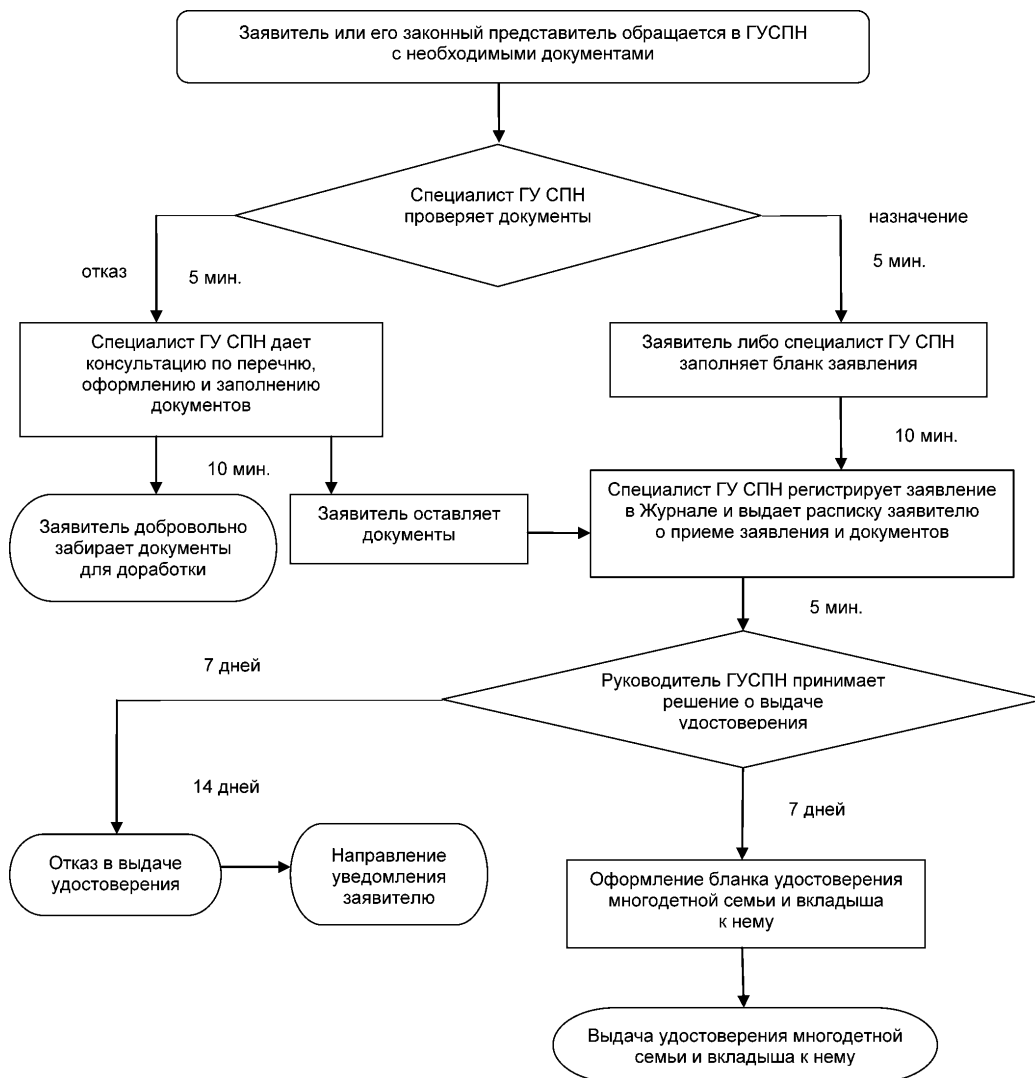 Заявитель или его законный представитель обращается в ГУСПН
с необходимыми документами
Специалист ГУ СПН
проверяет документы
назначение
отказ
5 мин.
5 мин.
Специалист ГУ СПН дает
консультацию по перечню,
оформлению и заполнению
документов
Заявитель либо специалист ГУ СПН
заполняет бланк заявления
10 мин.
10 мин.
Заявитель добровольно
забирает документы
для доработки
Заявитель оставляет
документы
Специалист ГУ СПН регистрирует заявление
в Журнале и выдает расписку заявителю
о приеме заявления и документов
5 мин.
7 дней
Руководитель ГУСПН принимает
решение о выдаче
удостоверения
14 дней
7 дней
Отказ в выдаче
удостоверения
Направление
уведомления
заявителю
Оформление бланка удостоверения
многодетной семьи и вкладыша
к нему
Выдача удостоверения многодетной
семьи и вкладыша к нему